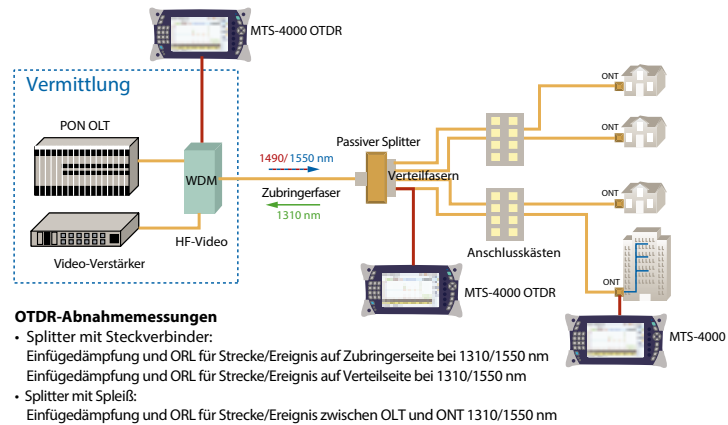 MTS-4000 OTDR
Vermittlung
PON OLT
WDM
HF-Video
Video-Verstärker
1490/1550 nm
Zubringerfaser
1310 nm
Passiver Splitter
Verteilfasern
Anschlusskästen
ONT
ONT
ONT
ONT
MTS-4000 OTDR
MTS-4000
OTDR-Abnahmemessungen
• Splitter mit Steckverbinder:
Einfügedämpfung und ORL für Strecke/Ereignis auf Zubringerseite bei 1310/1550 nm
Einfügedämpfung und ORL für Strecke/Ereignis auf Verteilseite bei 1310/1550 nm
• Splitter mit Spleiß:
Einfügedämpfung und ORL für Strecke/Ereignis zwischen OLT und ONT 1310/1550 nm